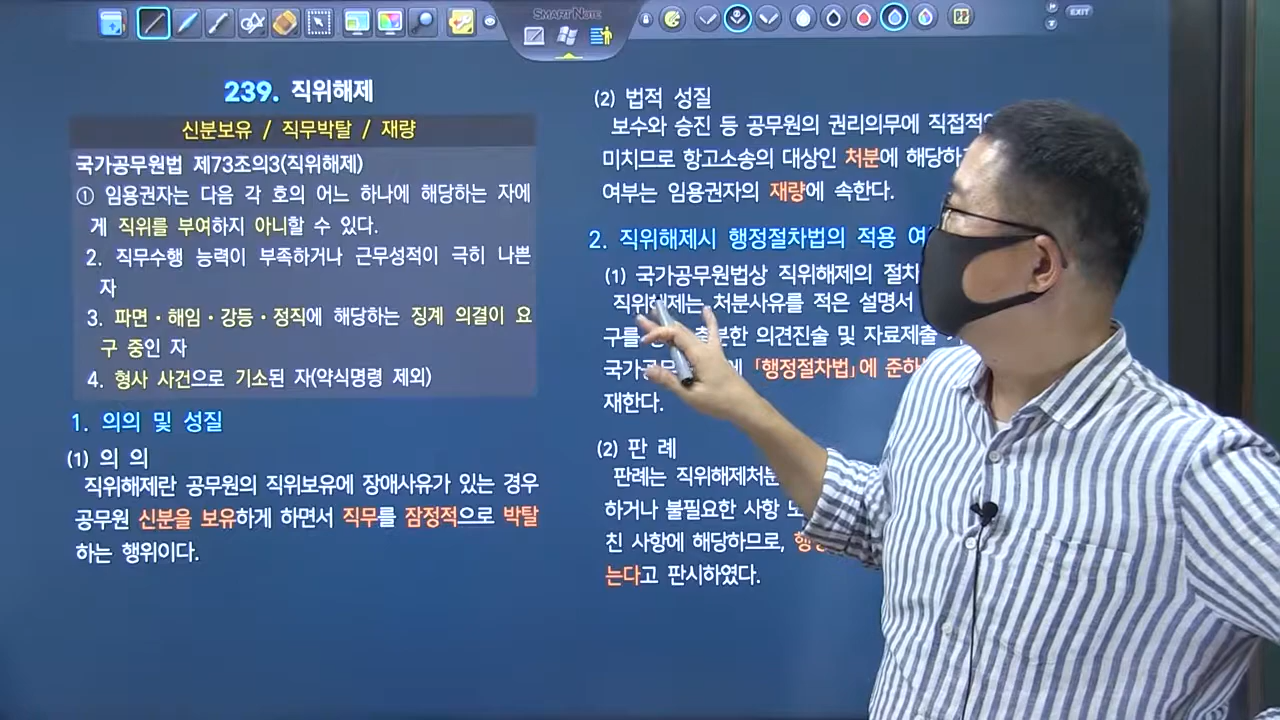 SMART NOTE
EXIT
239. 직위해제
신분보유 / 직무박탈 / 재량
국가공무원법 제73조의3(직위해제)
① 임용권자는 다음 각 호의 어느 하나에 해당하는 자에
게 직위를 부여하지 아니할 수 있다.
2. 직무수행 능력이 부족하거나 근무성적이 극히 나쁜
자
3. 파면·해임·강등·정직에 해당하는 징계 의결이 요
구 중인 자
4. 형사 사건으로 기소된 자(약식명령 제외)
1. 의의 및 성질
(1) 의 의
직위해제란 공무원의 직위보유에 장애사유가 있는 경우
공무원 신분을 보유하게 하면서 직무를 잠정적으로 박탈
하는 행위이다.
(2) 법적 성질
보수와 승진 등 공무원의 권리의무에
미치므로 항고소송의 대상인 처분에
여부는 임용권자의 재량에 속한다.
2. 직위해제시 행정절차법의 적용
(1) 국가공무원법상 직위해제의
직위해제는 처분사유를 적은 설명서
구를 의견진술 및 자료제출
「행정절차법」에
재한다.
(2) 판 례
판례는
하거나 불필요한 사항
친 사항에 해당하므로,
는다고 판시하였다.